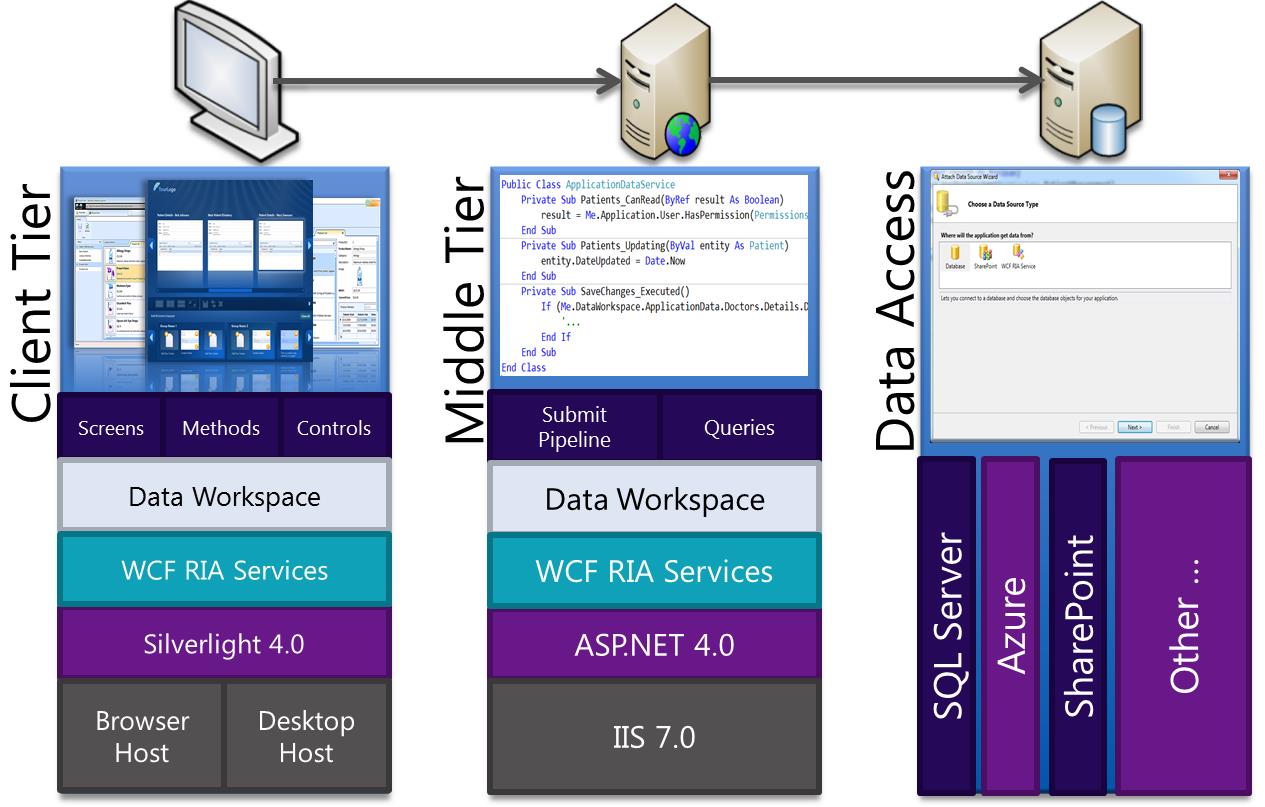 Client Tier
YourLogo
Screens
Methods
Controls
Data Workspace
WCF RIA Services
Silverlight 4.0
Browser
Host
Desktop
Host
Middle Tier
Public Class ApplicationDataService
Private Sub Patients_CanRead(ByRef result As Boolean)
result = Me.Application.User.HasPermission(Permissions
End Sub
Private Sub Patients_Updating(ByVal entity As Patient)
entity.DateUpdated = Date.Now
End Sub
Private Sub SaveChanges_Executed()
If (Me.DataWorkspace.ApplicationData.Doctors.Details.D
'...
End If
End Sub
End Class
Submit
Pipeline
Queries
Data Workspace
WCF RIA Services
ASP.NET 4.0
IIS 7.0
Data Access
Attach Data Source Wizard
Choose a Data Source Type
Where will the application get data from?
Database
SharePoint
WCF RIA Service
Lets you connect to a database and choose the database objects for your application.
< Previous
Next >
Finish
Cancel
SQL Server
Azure
SharePoint
Other ...